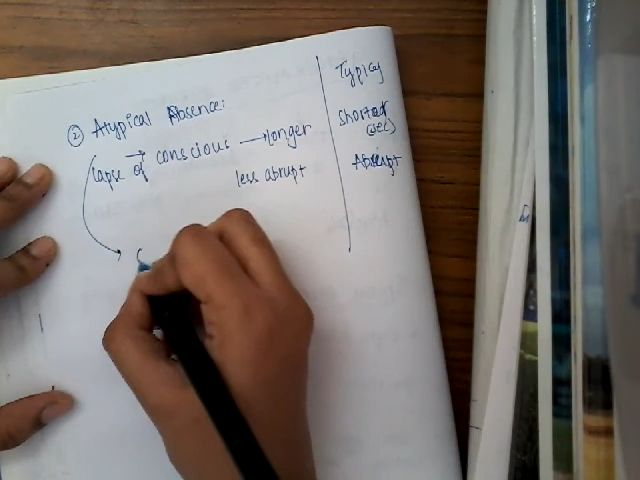 ② Atypical Absence:
lapse of conscious → longer
less abrupt
Typical
Shorter
(sec)
Abrupt